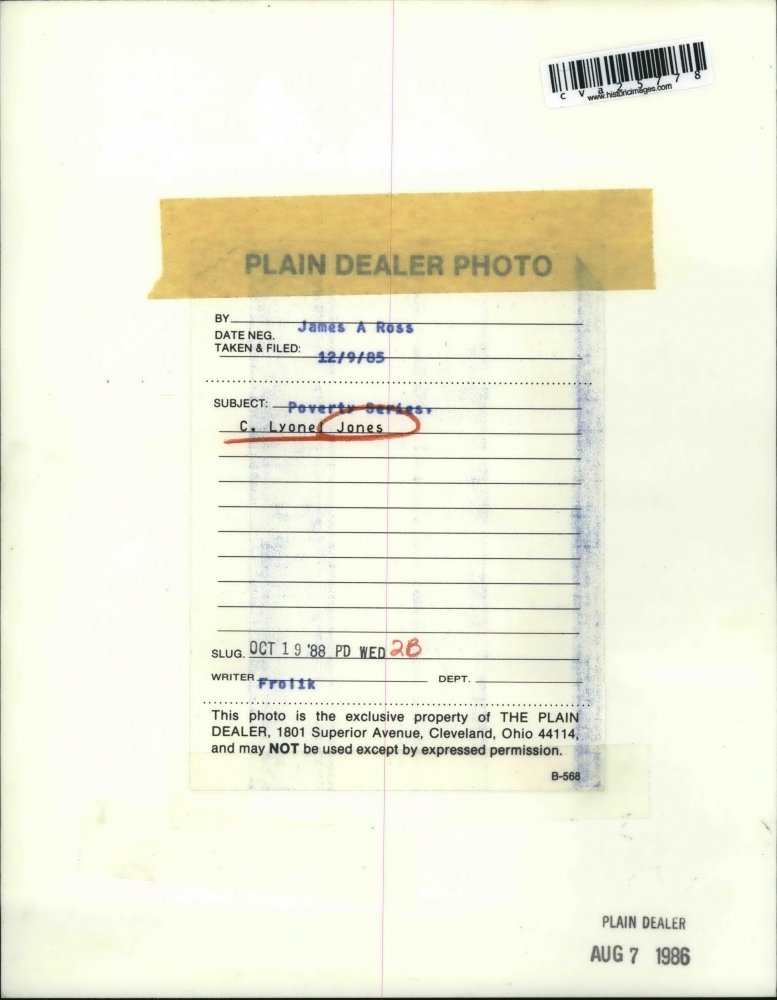 cva25778
www.historicimages.com
PLAIN DEALER PHOTO
BY James A Ross
DATE NEG.
TAKEN & FILED: 12/9/85
SUBJECT: Poverty Series,
C. Lyonel Jones
SLUG. OCT 19 '88 PD WED 2B
WRITER Frolik DEPT.
This photo is the exclusive property of THE PLAIN
DEALER, 1801 Superior Avenue, Cleveland, Ohio 44114,
and may NOT be used except by expressed permission.
B-568
PLAIN DEALER
AUG 7 1986